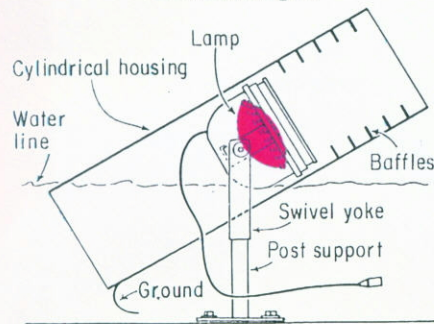 Lamp
Cylindrical housing
Water
line
Baffles
Swivel yoke
Post support
Ground